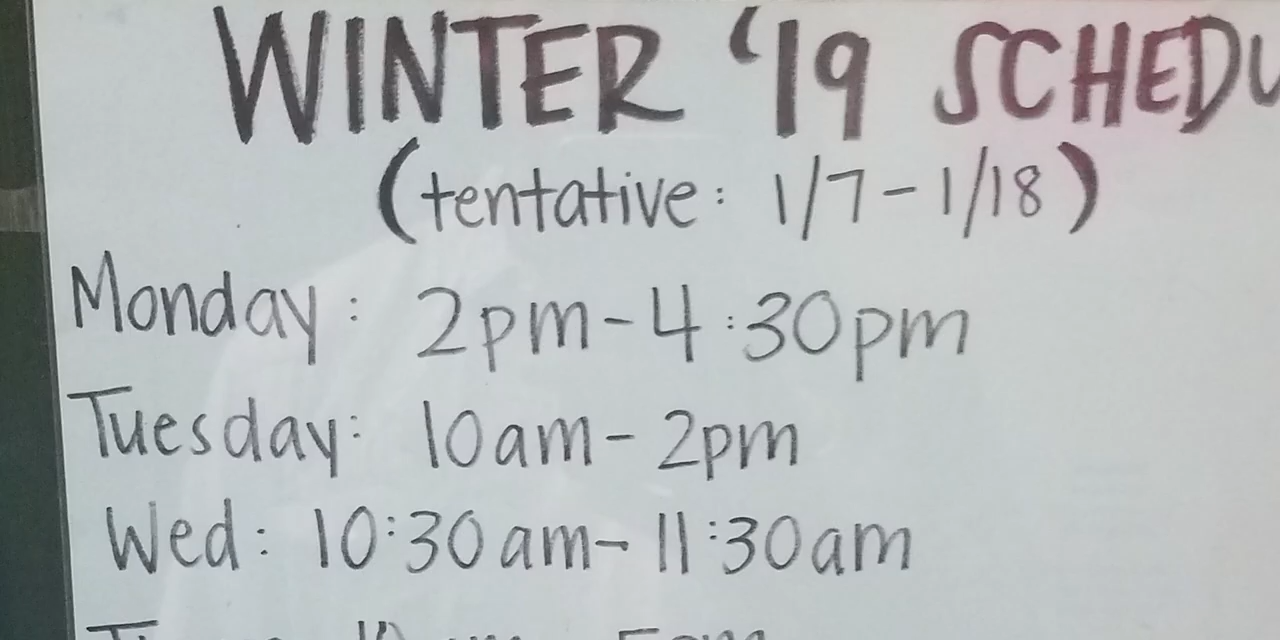 WINTER '19 SCHEDU
(tentative: 1/7 - 1/18)
Monday: 2pm - 4:30pm
Tuesday: 10am - 2pm
Wed: 10:30am - 11:30am